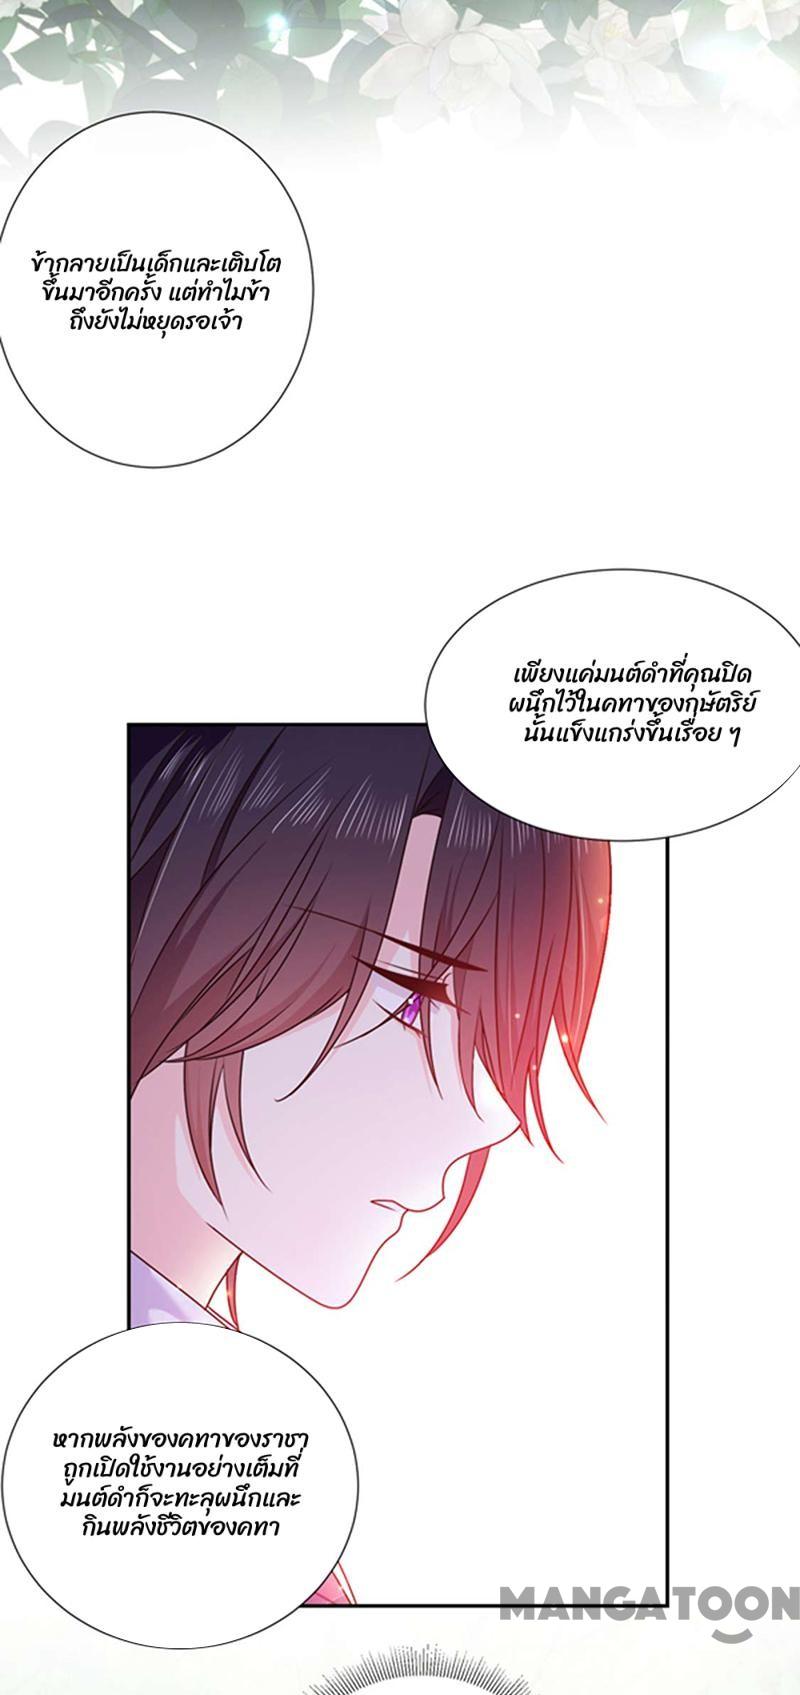 ข้ากลายเป็นเด็กและเติบโต
ขึ้นมาอีกครั้ง แต่ทำไมข้า
ถึงยังไม่หยุดรอเจ้า
เพียงแค่มนต์ดำที่คุณปิด
ผนึกไว้ในคทาของกษัตริย์
นั้นแข็งแกร่งขึ้นเรื่อย ๆ
หากพลังของคทาของราชา
ถูกเปิดใช้งานอย่างเต็มที่
มนต์ดำก็จะทะลุผนึกและ
กินพลังชีวิตของคทา
MANGATOON